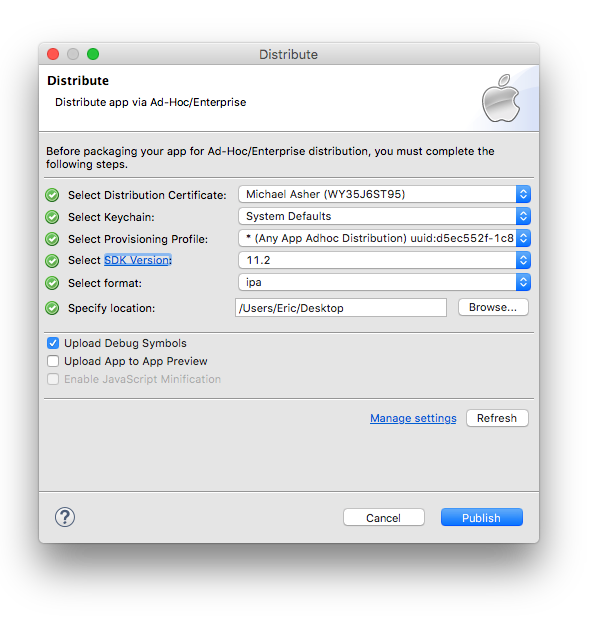 Distribute
Distribute
Distribute app via Ad-Hoc/Enterprise
Before packaging your app for Ad-Hoc/Enterprise distribution, you must complete the
following steps.
Select Distribution Certificate: Michael Asher (WY35J6ST95)
Select Keychain: System Defaults
Select Provisioning Profile: * (Any App Adhoc Distribution) uuid:d5ec552f-1c8
Select SDK Version: 11.2
Select format: ipa
Specify location: /Users/Eric/Desktop Browse...
Upload Debug Symbols
Upload App to App Preview
Enable JavaScript Minification
Manage settings Refresh
? Cancel Publish